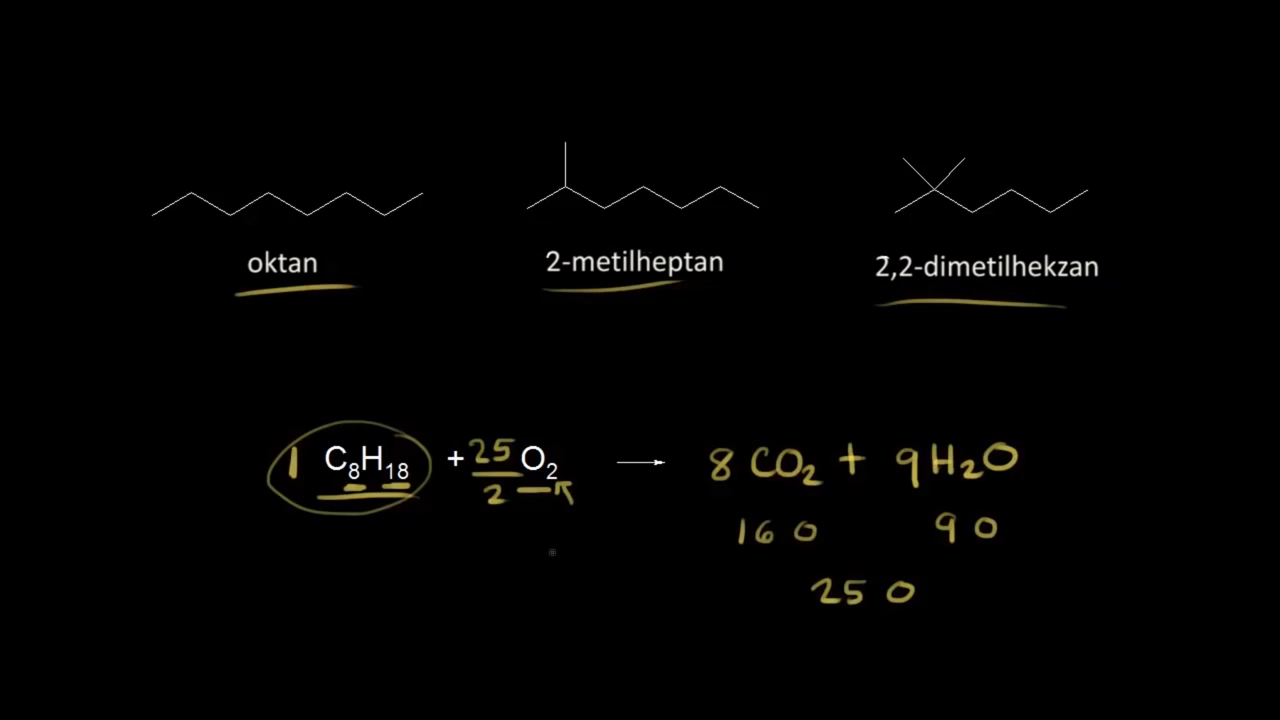 oktan 2-metilheptan 2,2-dimetilhekzan
1 C₈H₁₈ + 25/2 O₂ → 8 CO₂ + 9 H₂O
16 O 9 O
25 O